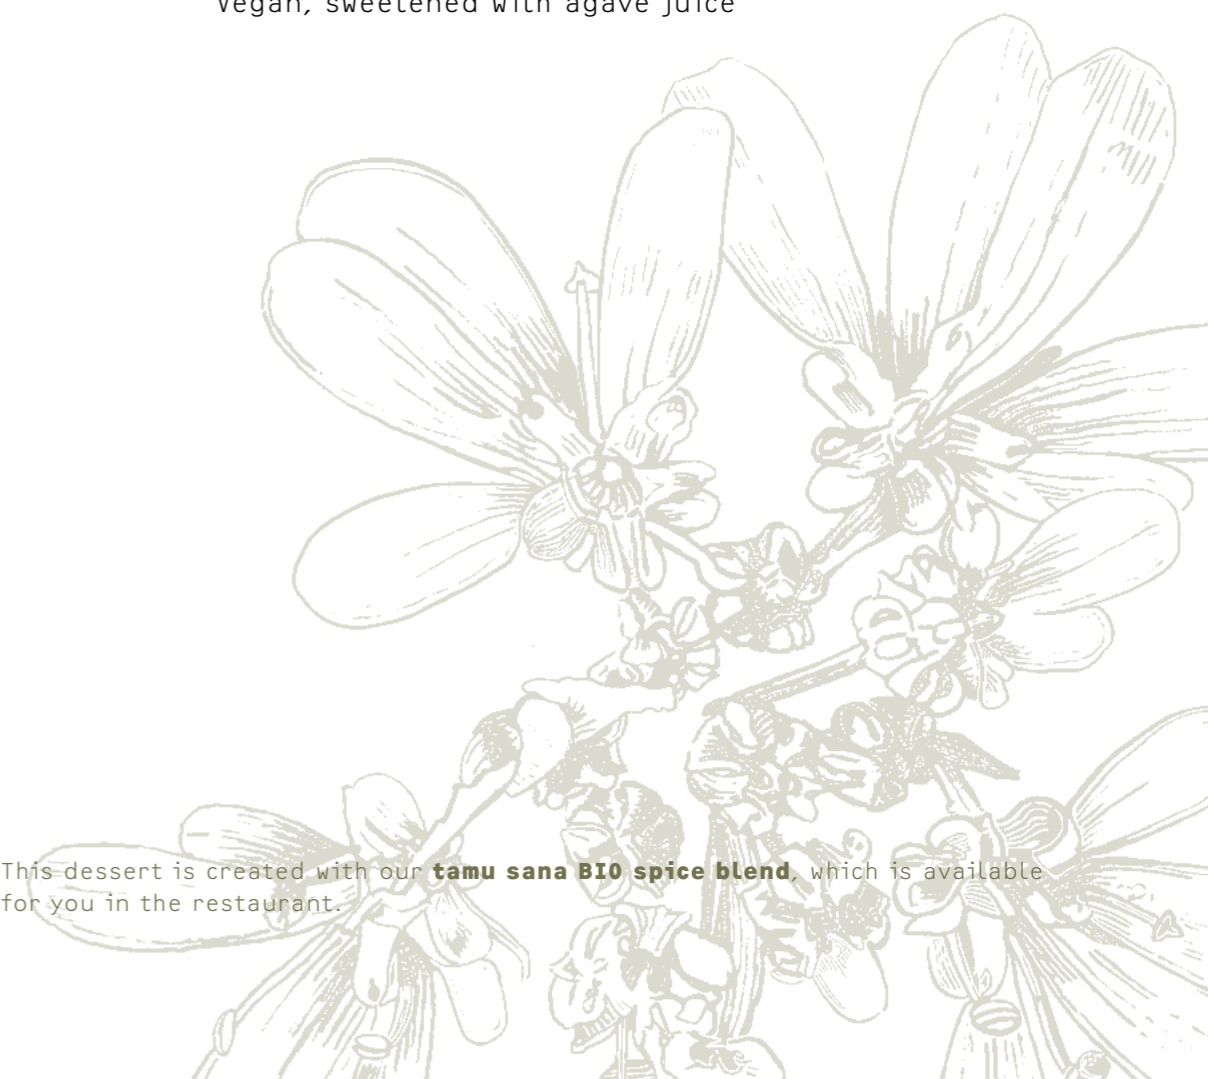 Vegan, sweetened with agave juice
This dessert is created with our tamu sana BIO spice blend, which is available
for you in the restaurant.